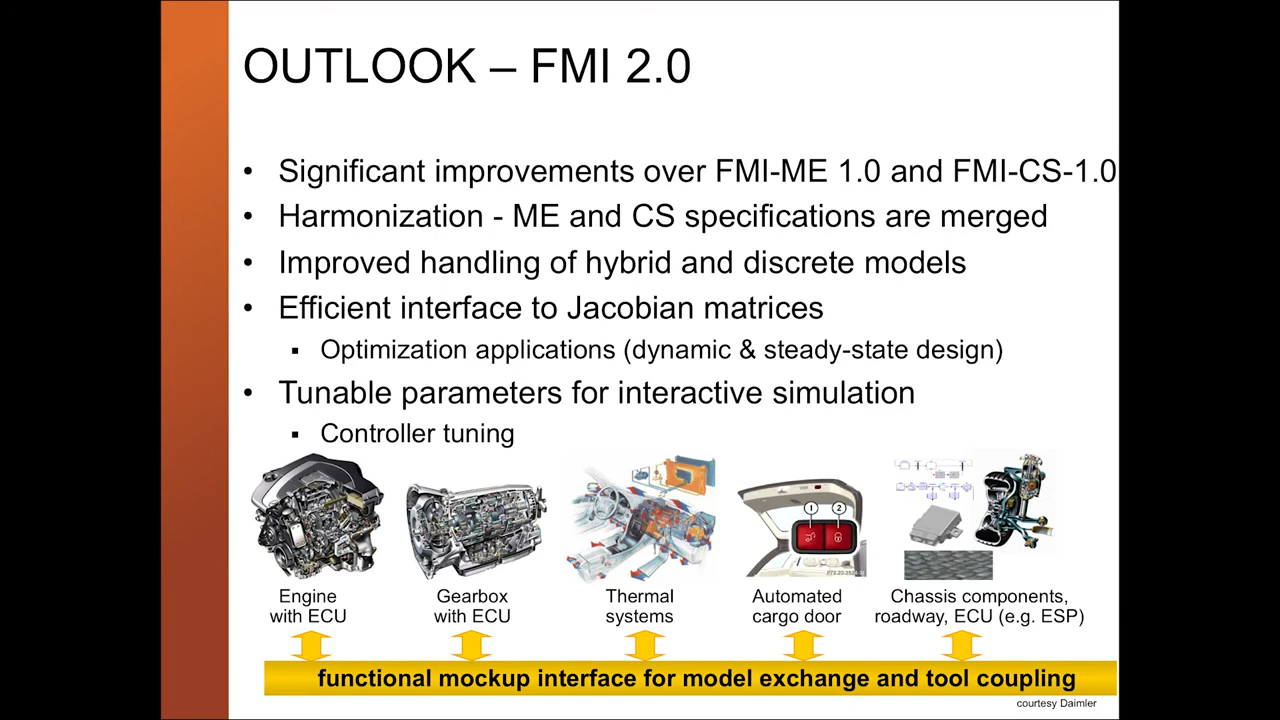 OUTLOOK – FMI 2.0
• Significant improvements over FMI-ME 1.0 and FMI-CS-1.0
• Harmonization - ME and CS specifications are merged
• Improved handling of hybrid and discrete models
• Efficient interface to Jacobian matrices
▪ Optimization applications (dynamic & steady-state design)
• Tunable parameters for interactive simulation
▪ Controller tuning
1 2
Engine
with ECU
Gearbox
with ECU
Thermal
systems
Automated
cargo door
Chassis components,
roadway, ECU (e.g. ESP)
functional mockup interface for model exchange and tool coupling
courtesy Daimler